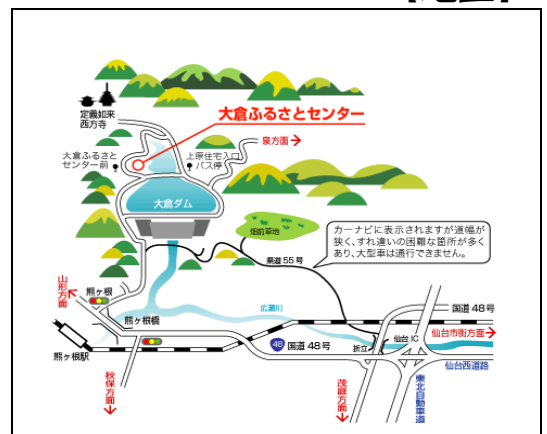 定義如来
西方寺
大倉ふるさとセンター
泉方面
大倉ふるさと
センター前
上原住宅入口
バス停
大倉ダム
畑前草地
カーナビに表示されますが道幅が
狭く、すれ違いの困難な箇所が多く
あり、大型車は通行できません。
県道55号
山形方面
熊ヶ根
広瀬川
国道48号
熊ヶ根橋
仙台市街方面
仙台IC
48 国道48号
折立
熊ヶ根駅
仙台西道路
秋保方面
茂庭方面
東北自動車道